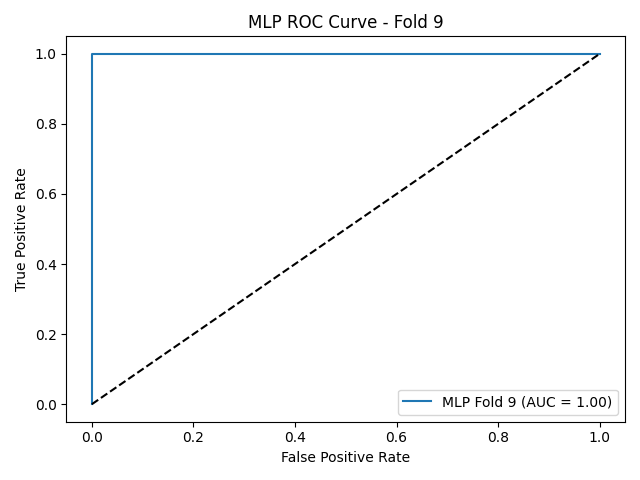 MLP ROC Curve - Fold 9
True Positive Rate
1.0
0.8
0.6
0.4
0.2
0.0
MLP Fold 9 (AUC = 1.00)
0.0 0.2 0.4 0.6 0.8 1.0
False Positive Rate